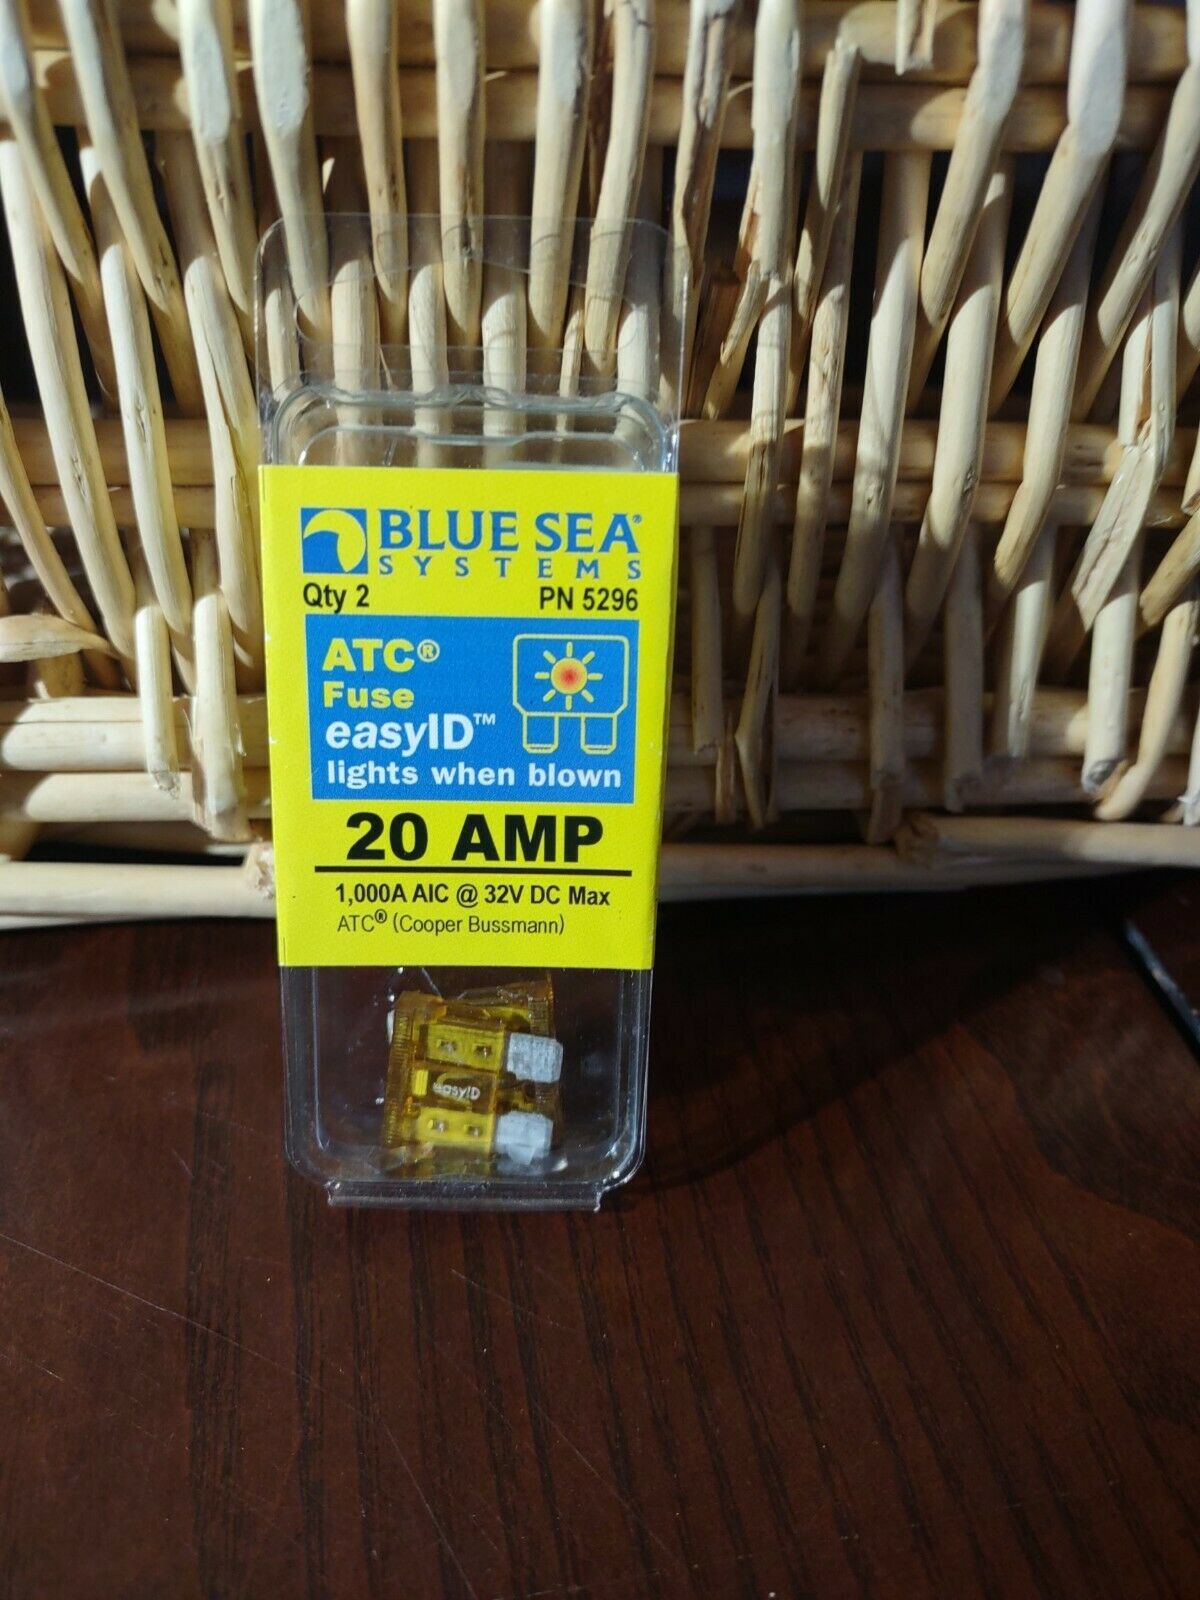 BLUE SEA®
SYSTEMS
Qty 2 PN 5296
ATC®
Fuse
easyID™
lights when blown
20 AMP
1,000A AIC @ 32V DC Max
ATC® (Cooper Bussmann)
easyID